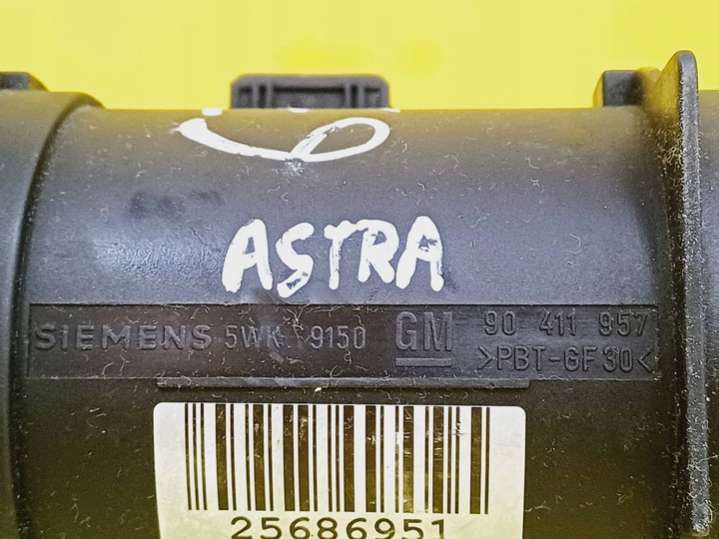 ASTRA
SIEMENS 5WK 9150 GM 90 411 957
>PBT-GF30<
25686951